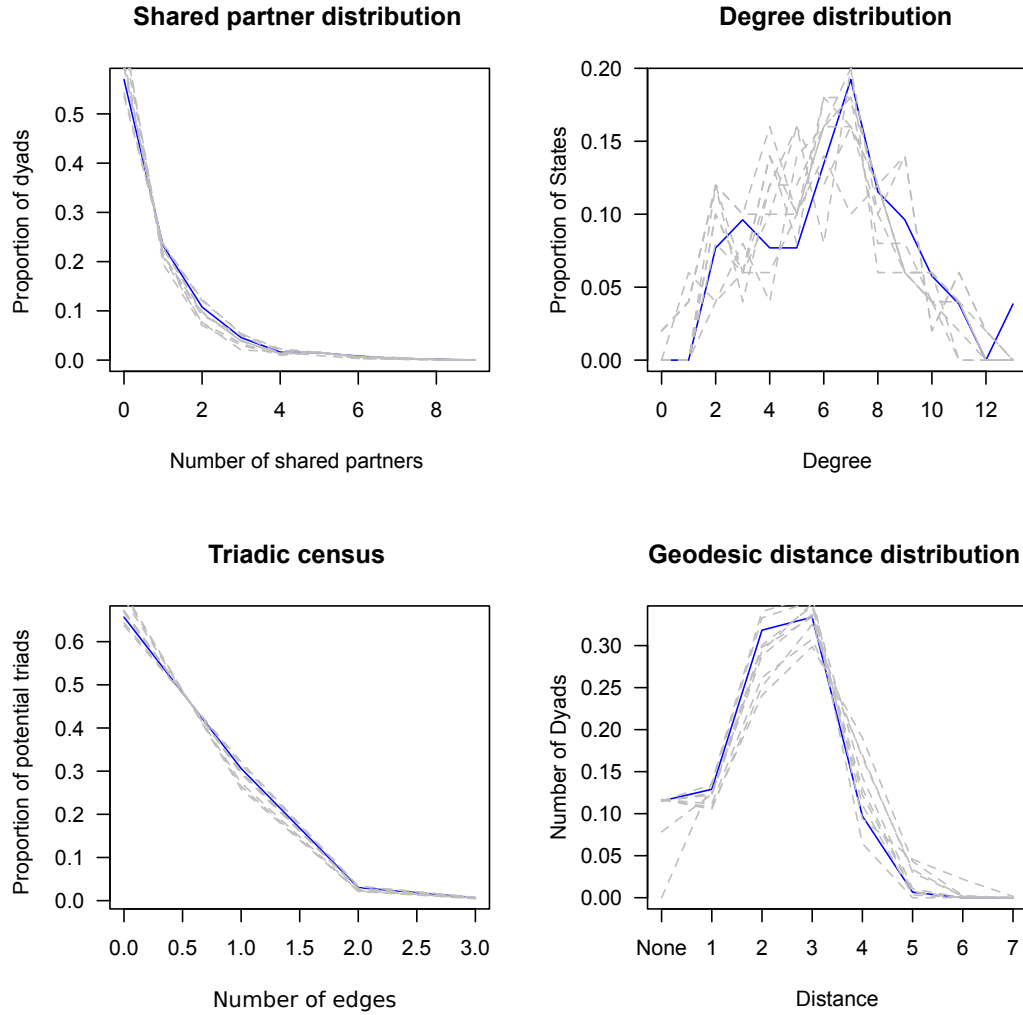 Shared partner distribution
Proportion of dyads
0.5
0.4
0.3
0.2
0.1
0.0
0 2 4 6 8
Number of shared partners
Degree distribution
Proportion of States
0.20
0.15
0.10
0.05
0.00
0 2 4 6 8 10 12
Degree
Triadic census
Proportion of potential triads
0.6
0.5
0.4
0.3
0.2
0.1
0.0
0.0 0.5 1.0 1.5 2.0 2.5 3.0
Number of edges
Geodesic distance distribution
Number of Dyads
0.30
0.25
0.20
0.15
0.10
0.05
0.00
None 1 2 3 4 5 6 7
Distance